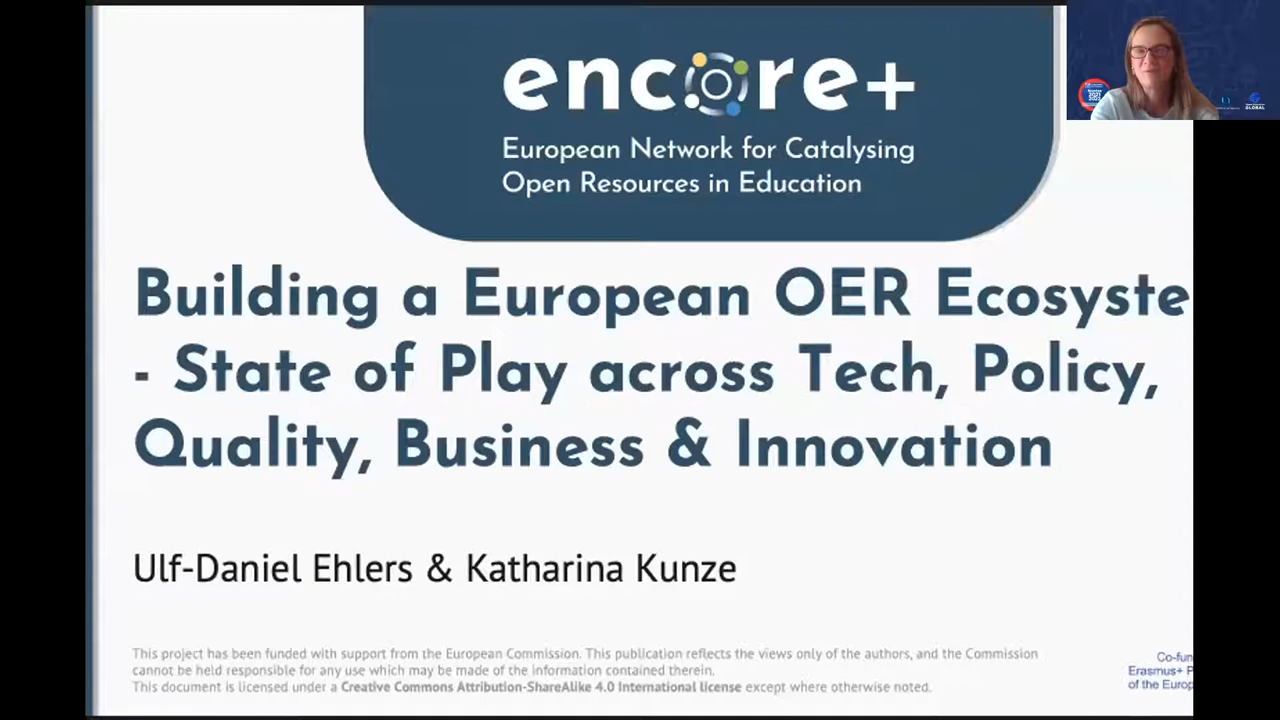 encore+
European Network for Catalysing
Open Resources in Education
Building a European OER Ecosyste
- State of Play across Tech, Policy,
Quality, Business & Innovation
Ulf-Daniel Ehlers & Katharina Kunze
This project has been funded with support from the European Commission. This publication reflects the views only of the authors, and the Commission
cannot be held responsible for any use which may be made of the information contained therein.
This document is licensed under a Creative Commons Attribution-ShareAlike 4.0 International license except where otherwise noted.
Co-fun
Erasmus+ P
of the Europ
GLOBAL